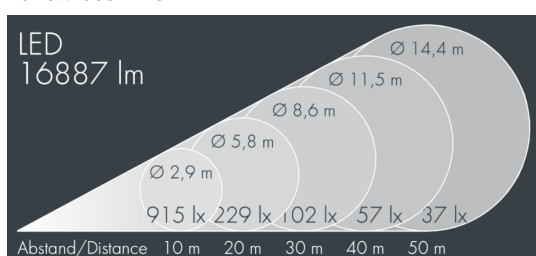 LED
16887 lm
Ø 14,4 m
Ø 11,5 m
Ø 8,6 m
Ø 5,8 m
Ø 2,9 m
915 lx 229 lx 102 lx 57 lx 37 lx
Abstand/Distance 10 m 20 m 30 m 40 m 50 m